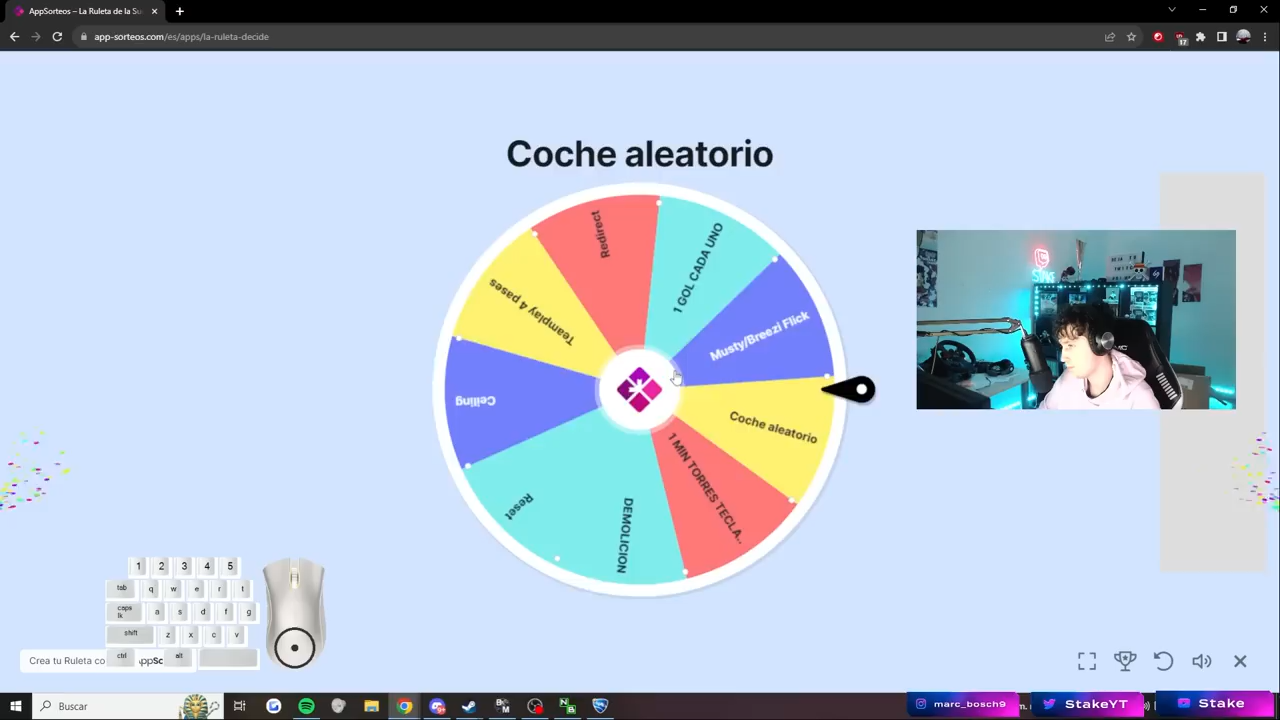 AppSorteos – La Ruleta de la Su
app-sorteos.com/es/apps/la-ruleta-decide
17
Coche aleatorio
Redirect
1 GOL CADA UNO
Teamplay 4 pases
Musty/Breezi Flick
Ceiling
Coche aleatorio
1 MIN TORRES TECLA..
Reset
DEMOLICION
1 2 3 4 5
tab q w e r t
caps lk a s d f g
shift z x c v
ctrl alt
Crea tu Ruleta co
AppSc
Buscar
marc_bosch9
StakeYT
Stake